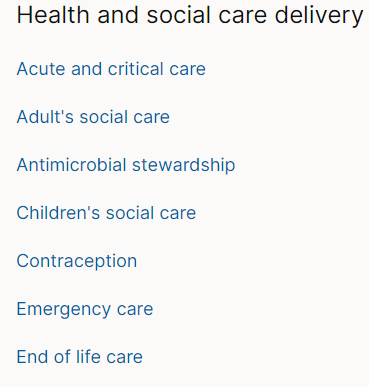 Health and social care delivery
Acute and critical care
Adult's social care
Antimicrobial stewardship
Children's social care
Contraception
Emergency care
End of life care